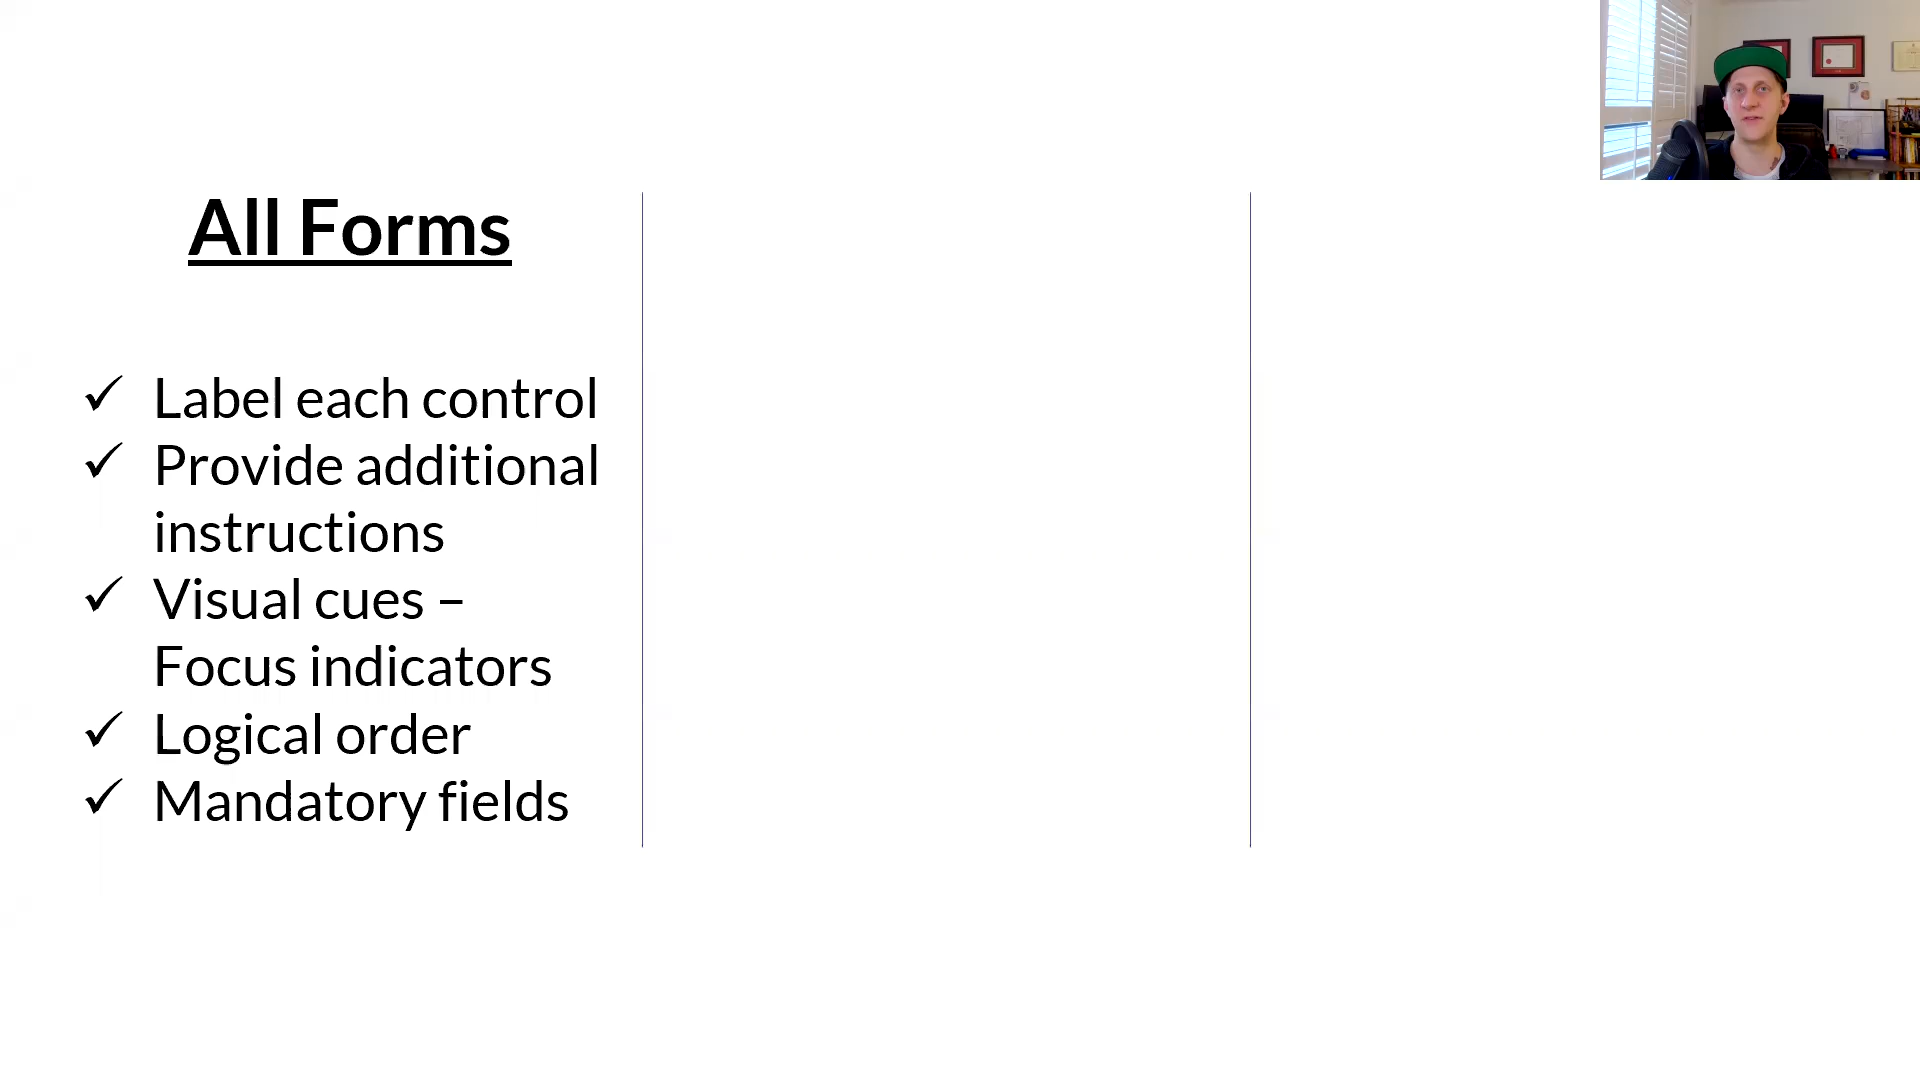 All Forms
✓ Label each control
✓ Provide additional
instructions
✓ Visual cues –
Focus indicators
✓ Logical order
✓ Mandatory fields